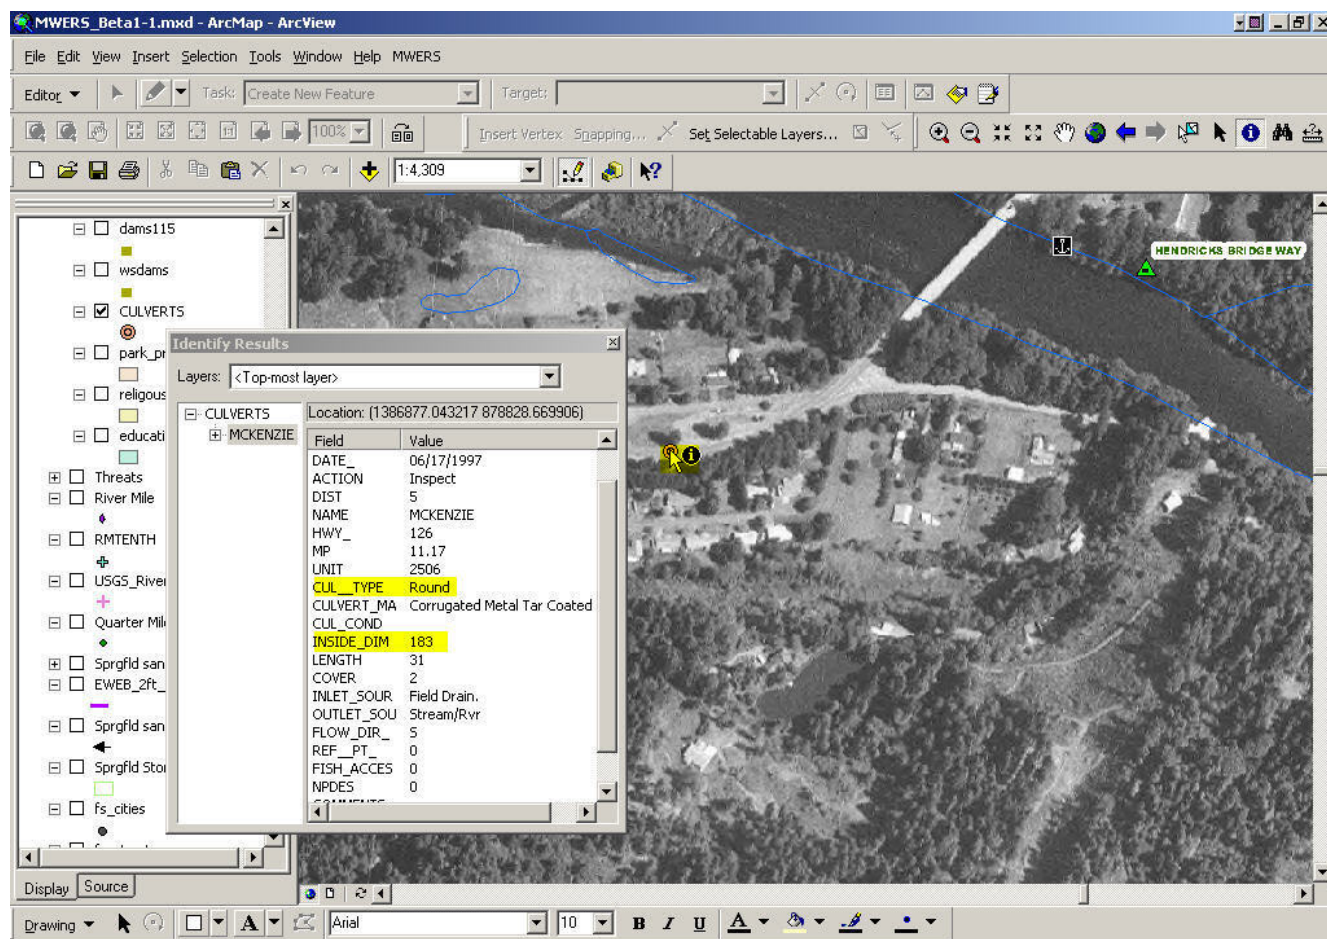 MWERS_Beta1-1.mxd - ArcMap - ArcView
File Edit View Insert Selection Tools Window Help MWERS
Editor Task: Create New Feature Target:
100% Insert Vertex Snapping... Set Selectable Layers...
1:4,309
dams115
wsdams
CULVERTS
park_pr
religous
educati
Threats
River Mile
RMTENTH
USGS_River
Quarter Mil
Sprgfld san
EWEB_2ft_
Sprgfld san
Sprgfld Sto
fs_cities
Display Source
HENDRICKS BRIDGE WAY
Identify Results
Layers: <Top-most layer>
CULVERTS
MCKENZIE
Location: (1386877.043217 878828.669906)
Field Value
DATE_ 06/17/1997
ACTION Inspect
DIST 5
NAME MCKENZIE
HWY_ 126
MP 11.17
UNIT 2506
CUL__TYPE Round
CULVERT_MA Corrugated Metal Tar Coated
CUL_COND
INSIDE_DIM 183
LENGTH 31
COVER 2
INLET_SOUR Field Drain.
OUTLET_SOU Stream/Rvr
FLOW_DIR_ S
REF__PT_ 0
FISH_ACCES 0
NPDES 0
Drawing A Arial 10 B I U A